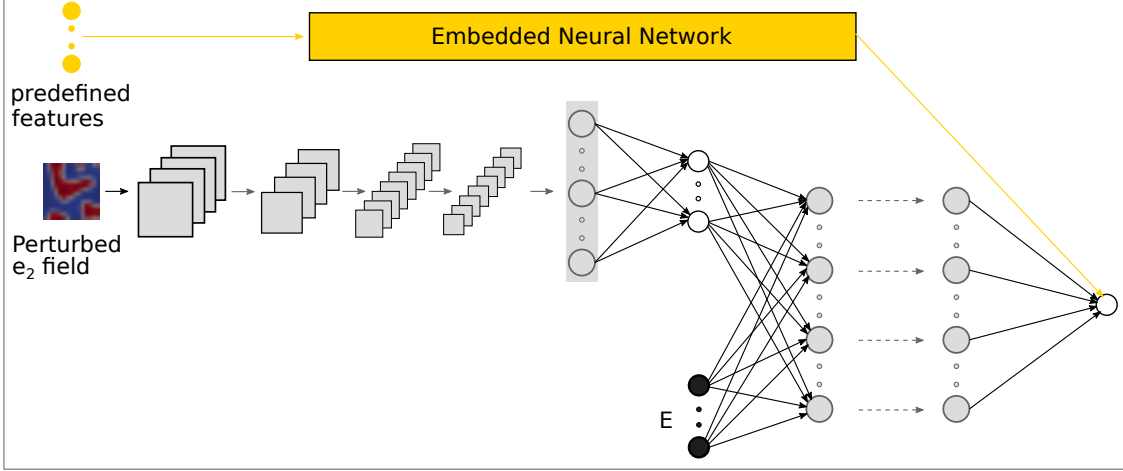 Embedded Neural Network
predefined
features
Perturbed
e₂ field
E